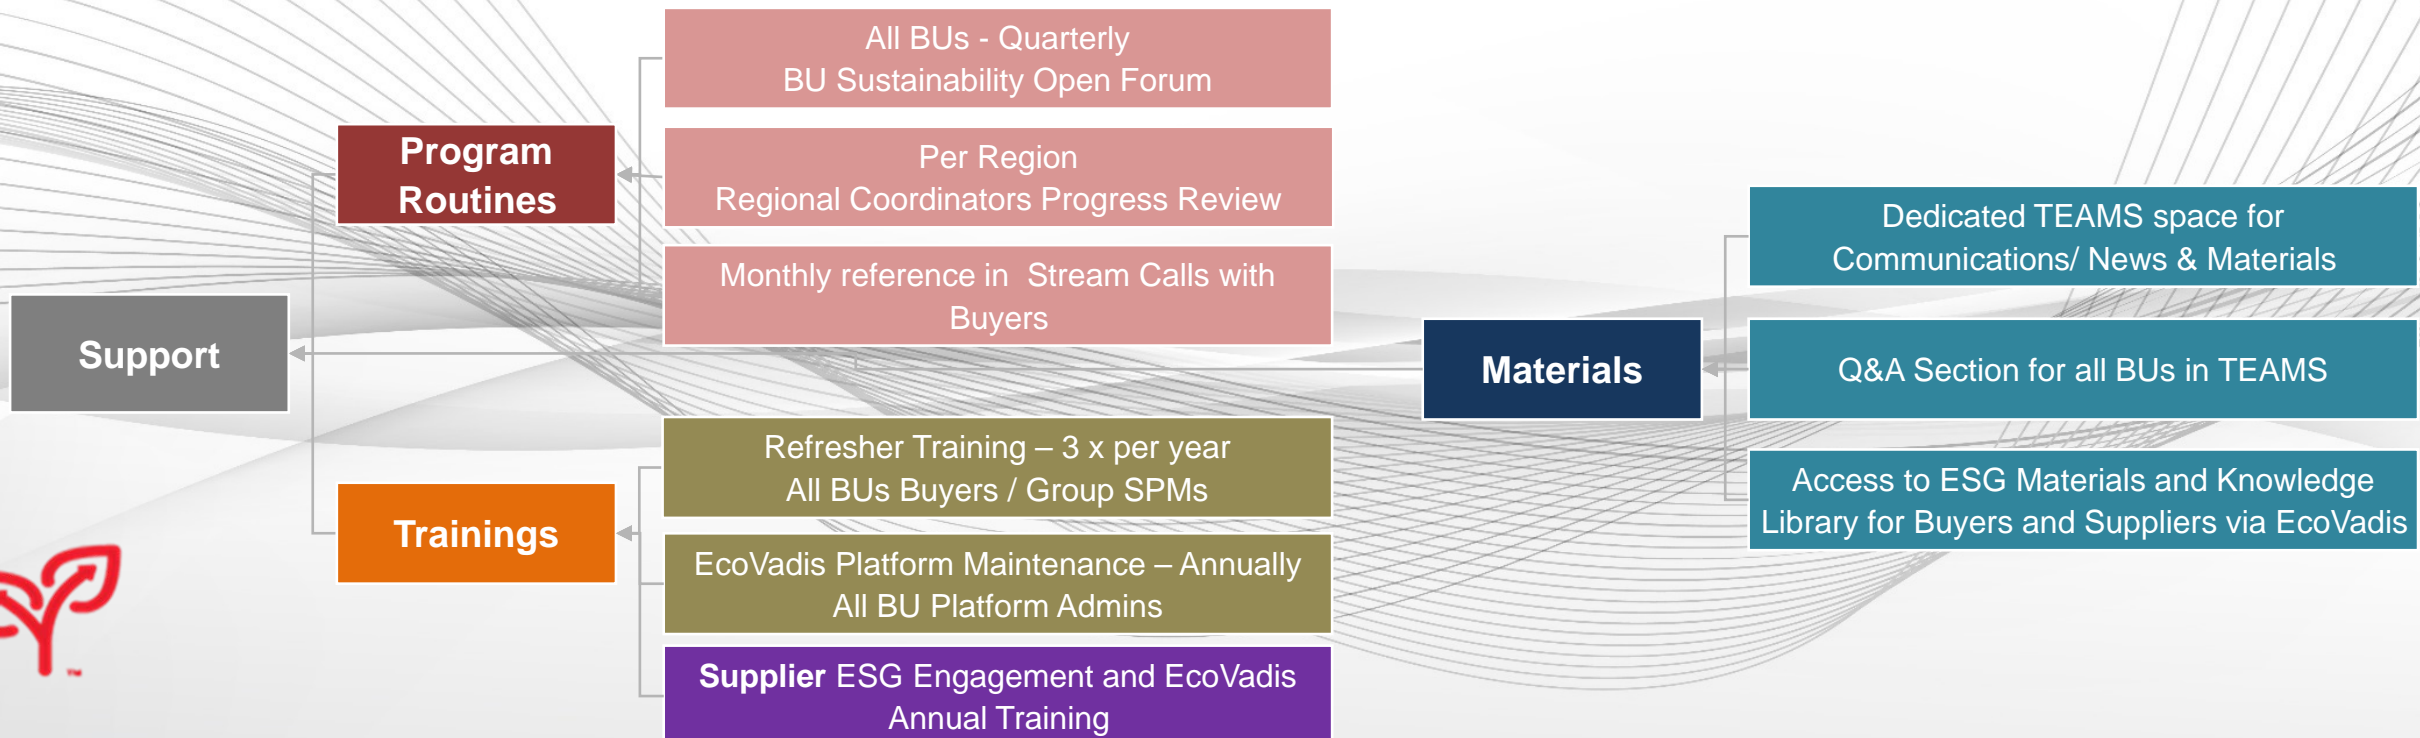 All BUs - Quarterly
BU Sustainability Open Forum
Program
Routines
Per Region
Regional Coordinators Progress Review
Monthly reference in  Stream Calls with
Buyers
Support
Trainings
Refresher Training – 3 x per year
All BUs Buyers / Group SPMs
EcoVadis Platform Maintenance – Annually
All BU Platform Admins
Supplier ESG Engagement and EcoVadis
Annual Training
Materials
Dedicated TEAMS space for
Communications/ News & Materials
Q&A Section for all BUs in TEAMS
Access to ESG Materials and Knowledge
Library for Buyers and Suppliers via EcoVadis
TM